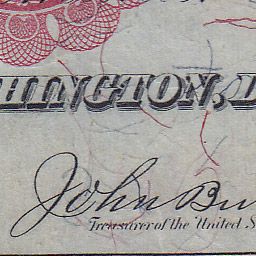 HINGTON, D
John Bu
Treasurer of the United S